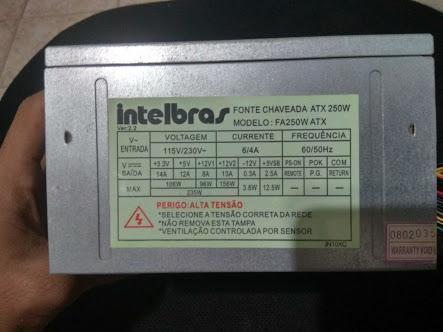 intelbras
Ver:2.2
FONTE CHAVEADA ATX 250W
MODELO: FA250W ATX
V~ ENTRADA VOLTAGEM CURRENTE FREQUÊNCIA
115V/230V~ 6/4A 60/50Hz
V SAÍDA +3.3V +5V +12V1 +12V2 -12V +5VSB PS-ON POK COM
14A 12A 8A 13A 0.3A 2.5A REMOTE P.G. RETURN
MAX 106W 96W 156W 3.6W 12.5W
235W
PERIGO: ALTA TENSÃO
*SELECIONE A TENSÃO CORRETA DA REDE
*NÃO REMOVA ESTA TAMPA
*VENTILAÇÃO CONTROLADA POR SENSOR
0802035
WARRANTY VOID